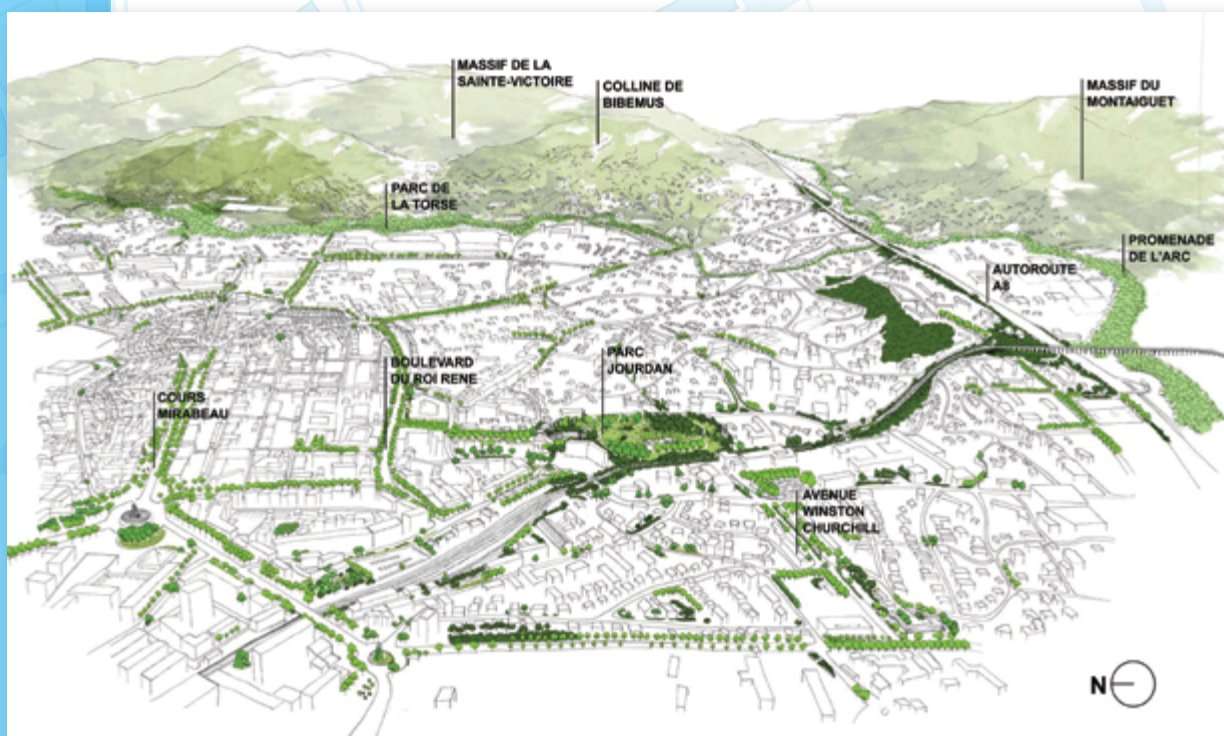 MASSIF DE LA
SAINTE-VICTOIRE
COLLINE DE
BIBEMUS
MASSIF DU
MONTAIGUET
PARC DE
LA TORSE
PROMENADE
DE L'ARC
AUTOROUTE
A8
BOULEVARD
DU ROI RENE
PARC
JOURDAN
COURS
MIRABEAU
AVENUE
WINSTON
CHURCHILL
N